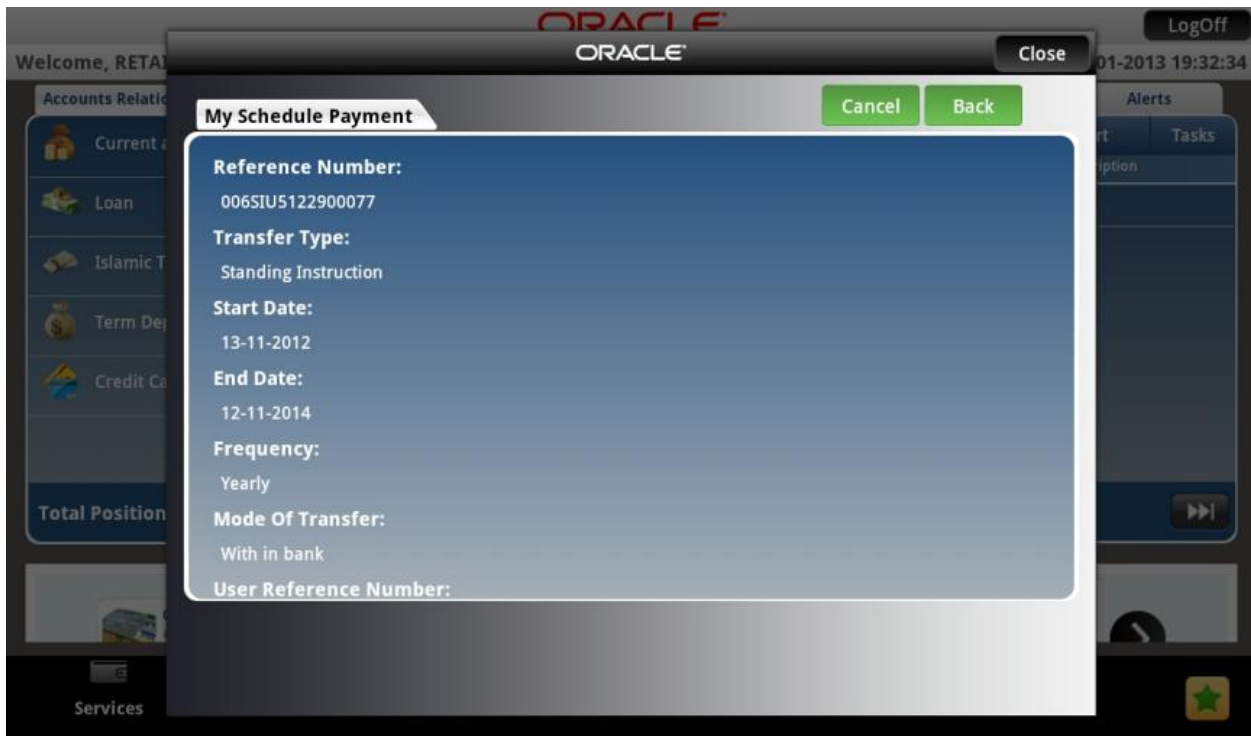 ORACLE
LogOff
ORACLE
Close
Welcome, RETAI
01-2013 19:32:34
Accounts Relatio
My Schedule Payment
Cancel
Back
Alerts
Current a
Reference Number:
rt
Tasks
iption
006SIU5122900077
Loan
Transfer Type:
Islamic T
Standing Instruction
Start Date:
Term Dep
13-11-2012
End Date:
Credit Ca
12-11-2014
Frequency:
Yearly
Total Position
Mode Of Transfer:
With in bank
User Reference Number:
Services